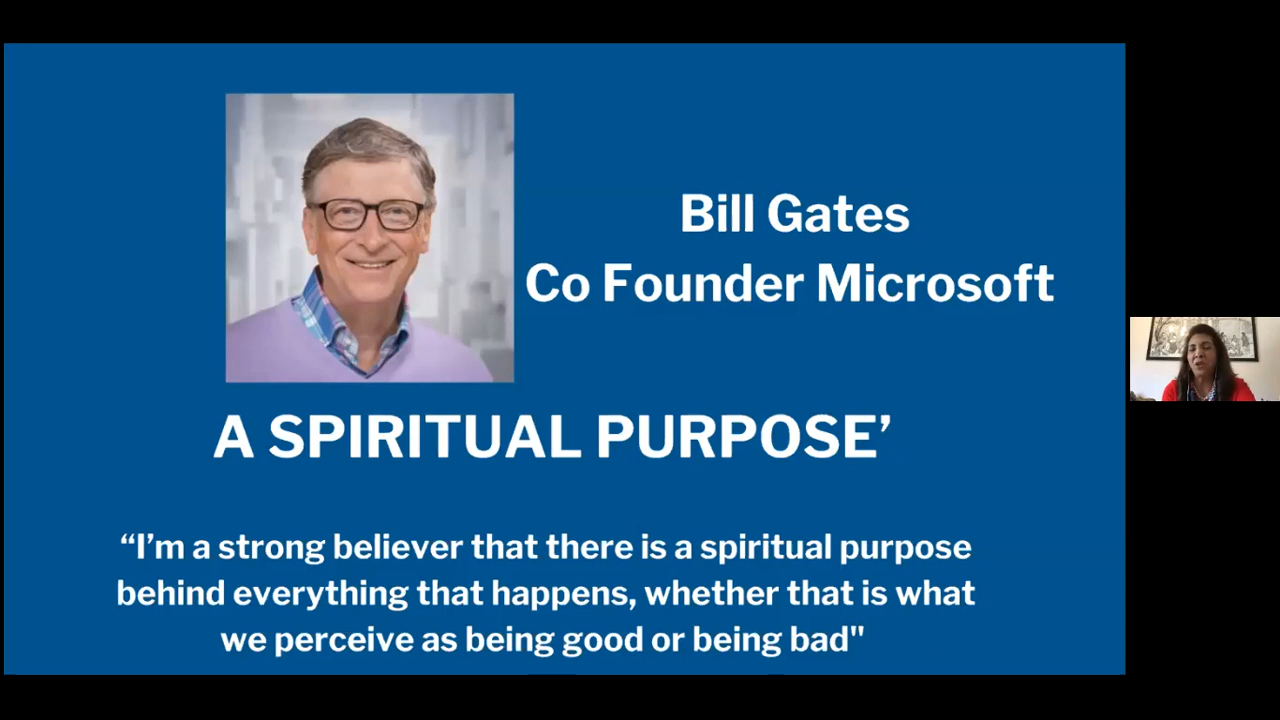 Bill Gates
Co Founder Microsoft
A SPIRITUAL PURPOSE’
“I’m a strong believer that there is a spiritual purpose
behind everything that happens, whether that is what
we perceive as being good or being bad"